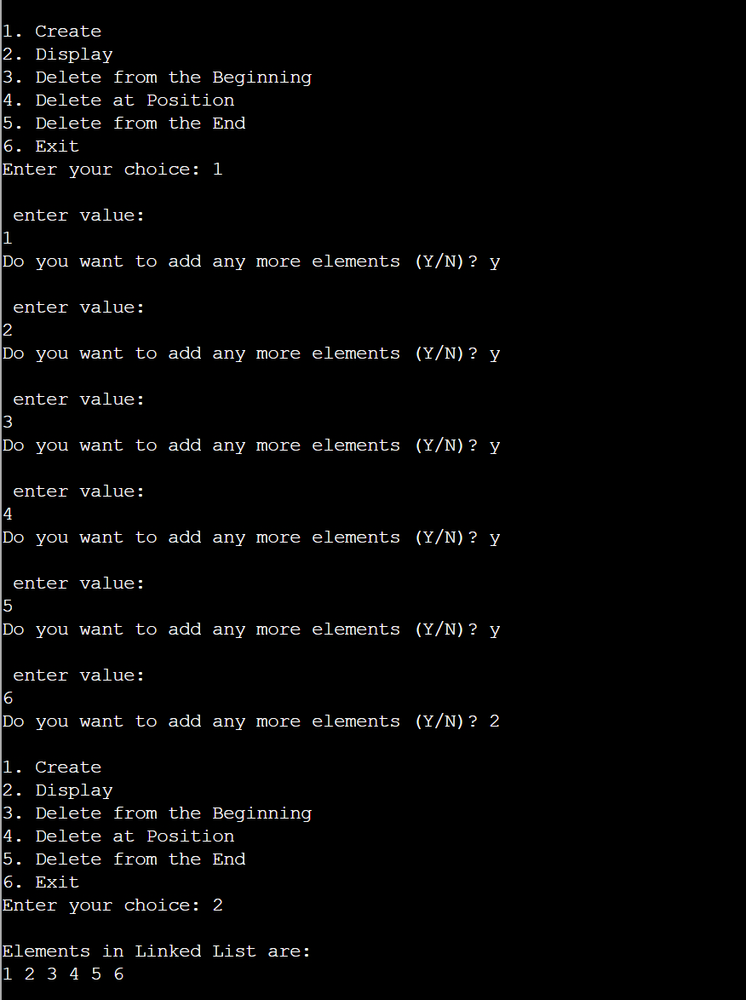 1. Create
2. Display
3. Delete from the Beginning
4. Delete at Position
5. Delete from the End
6. Exit
Enter your choice: 1
enter value:
1
Do you want to add any more elements (Y/N)? y
enter value:
2
Do you want to add any more elements (Y/N)? y
enter value:
3
Do you want to add any more elements (Y/N)? y
enter value:
4
Do you want to add any more elements (Y/N)? y
enter value:
5
Do you want to add any more elements (Y/N)? y
enter value:
6
Do you want to add any more elements (Y/N)? 2
1. Create
2. Display
3. Delete from the Beginning
4. Delete at Position
5. Delete from the End
6. Exit
Enter your choice: 2
Elements in Linked List are:
1 2 3 4 5 6